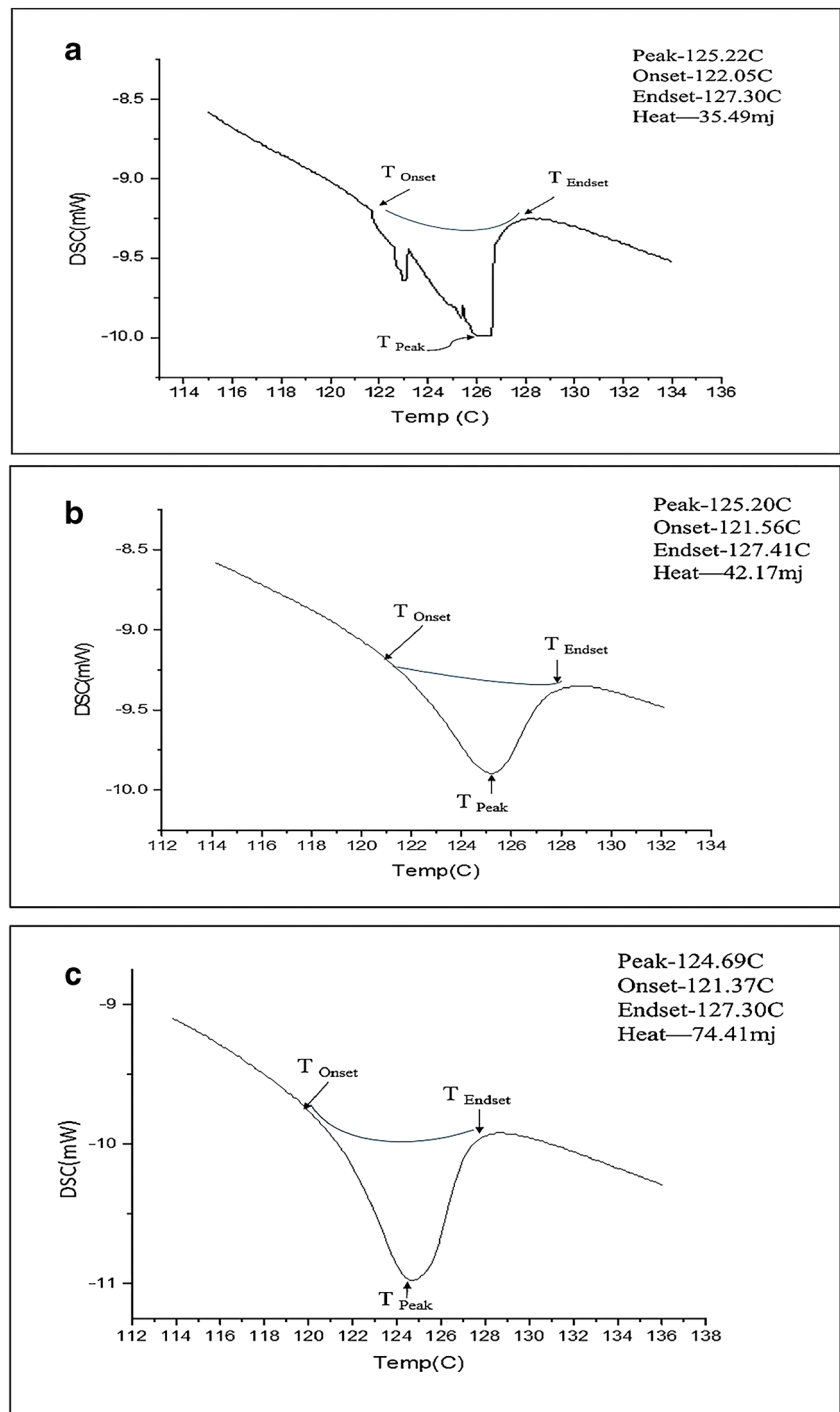 a
Peak-125.22C
Onset-122.05C
Endset-127.30C
Heat—35.49mj
-8.5
-9.0
-9.5
-10.0
DSC(mW)
T Onset
T Endset
T Peak
114 116 118 120 122 124 126 128 130 132 134 136
Temp (C)
b
Peak-125.20C
Onset-121.56C
Endset-127.41C
Heat—42.17mj
-8.5
-9.0
-9.5
-10.0
DSC(mW)
T Onset
T Endset
T Peak
112 114 116 118 120 122 124 126 128 130 132 134
Temp(C)
c
Peak-124.69C
Onset-121.37C
Endset-127.30C
Heat—74.41mj
-9
-10
-11
DSC(mW)
T Onset
T Endset
T Peak
112 114 116 118 120 122 124 126 128 130 132 134 136 138
Temp(C)